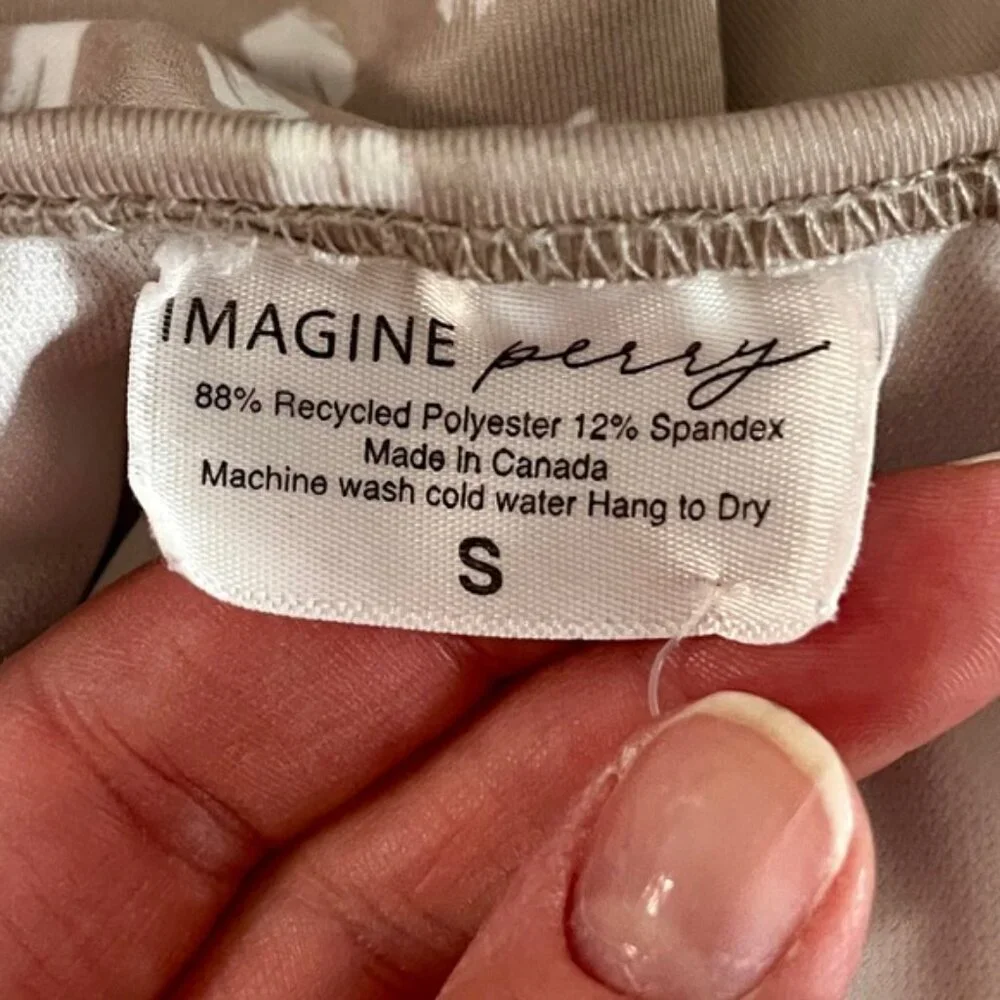 IMAGINE perry
88% Recycled Polyester 12% Spandex
Made In Canada
Machine wash cold water Hang to Dry
S